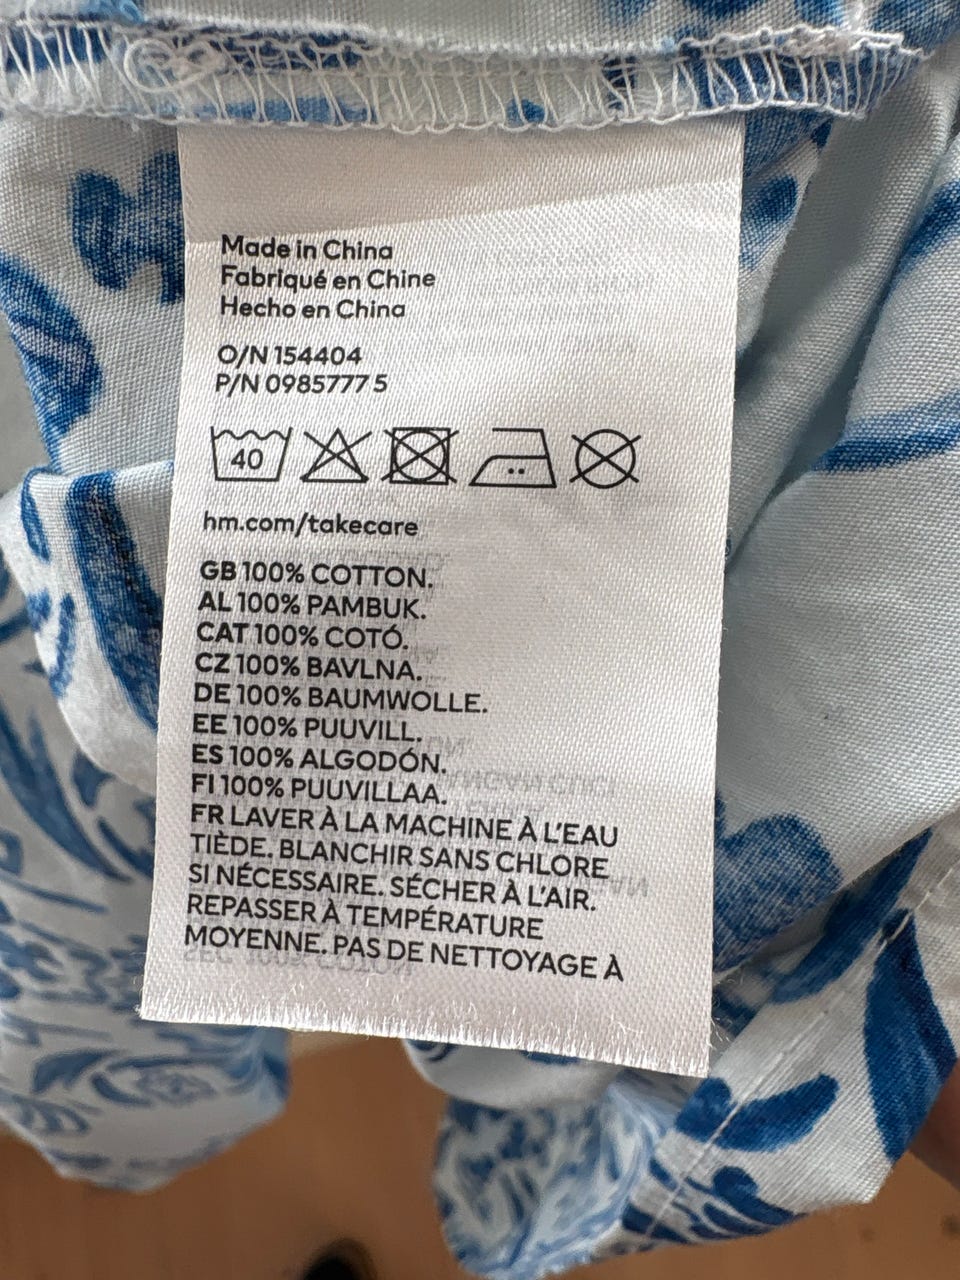 Made in China
Fabriqué en Chine
Hecho en China
O/N 154404
P/N 0985777 5
40
hm.com/takecare
GB 100% COTTON.
AL 100% PAMBUK.
CAT 100% COTÓ.
CZ 100% BAVLNA.
DE 100% BAUMWOLLE.
EE 100% PUUVILL.
ES 100% ALGODÓN.
FI 100% PUUVILLAA.
FR LAVER À LA MACHINE À L'EAU
TIÈDE. BLANCHIR SANS CHLORE
SI NÉCESSAIRE. SÉCHER À L'AIR.
REPASSER À TEMPÉRATURE
MOYENNE. PAS DE NETTOYAGE À